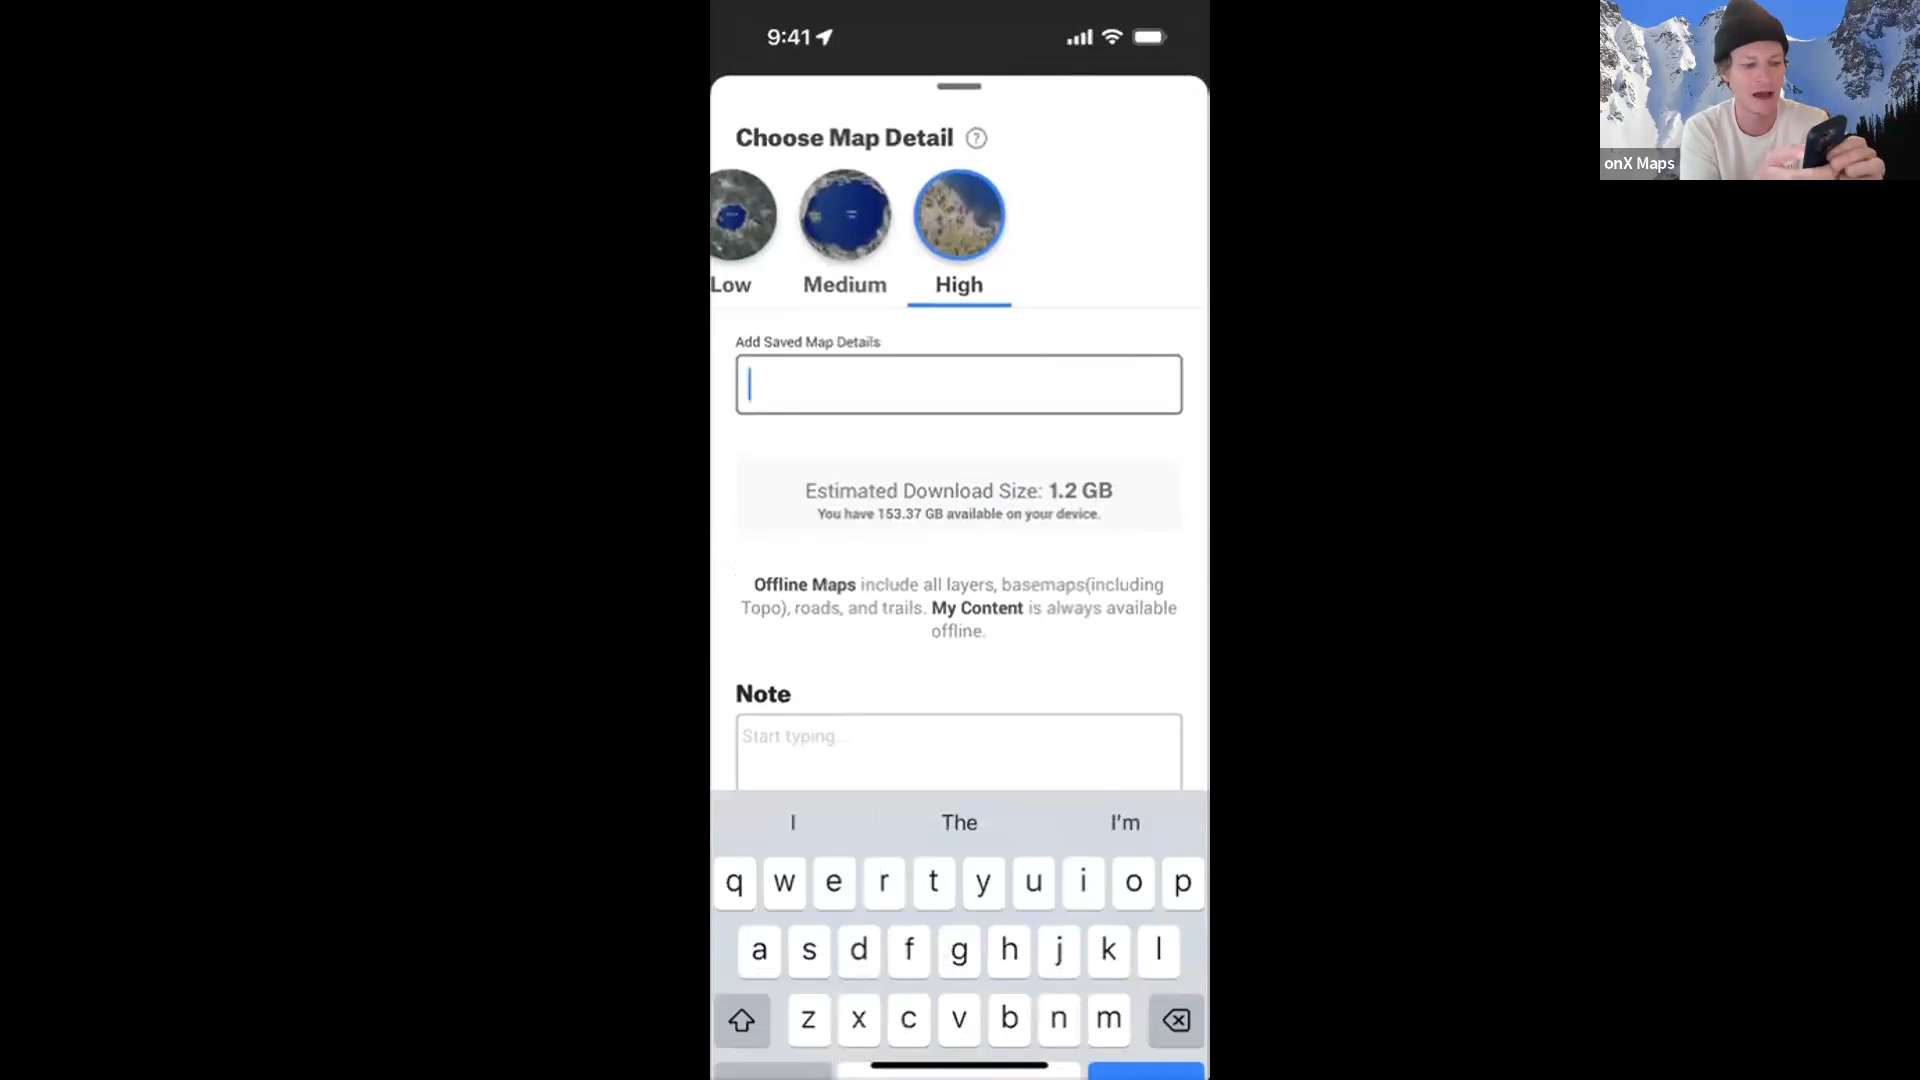 9:41
onX Maps
Choose Map Detail ?
Low Medium High
Add Saved Map Details
Estimated Download Size: 1.2 GB
You have 153.37 GB available on your device.
Offline Maps include all layers, basemaps(including
Topo), roads, and trails. My Content is always available
offline.
Note
Start typing...
I The I'm
q w e r t y u i o p
a s d f g h j k l
z x c v b n m